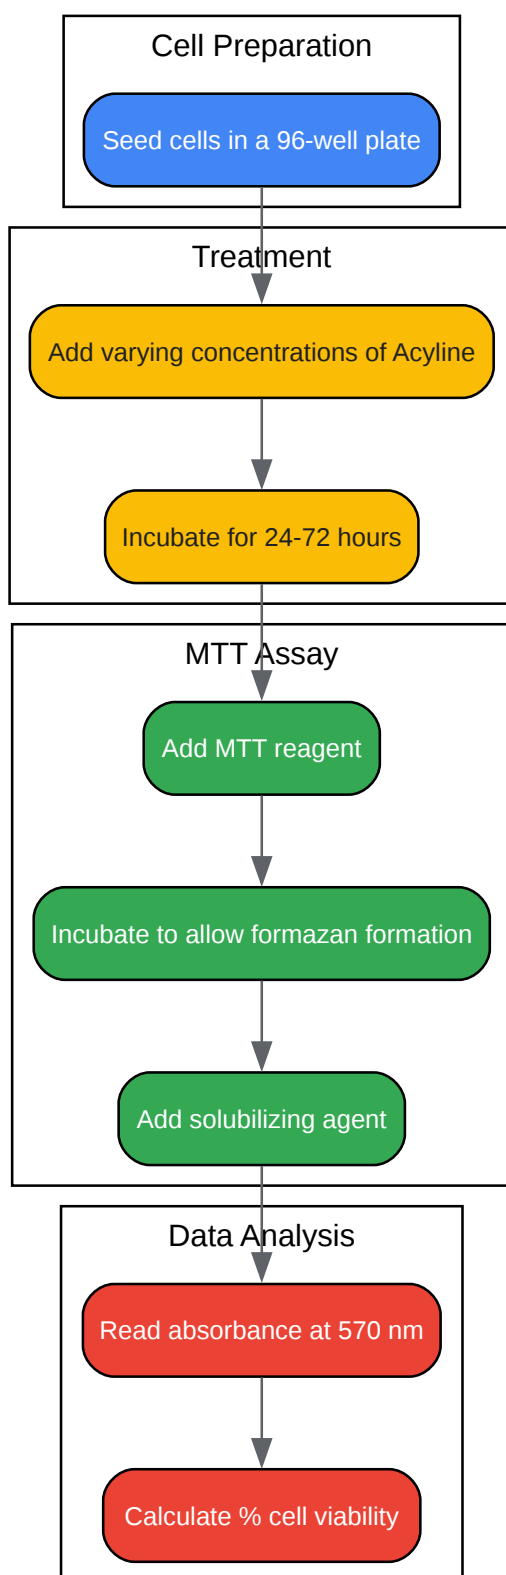 Cell Preparation
Seed cells in a 96-well plate
Treatment
Add varying concentrations of Acyline
Incubate for 24-72 hours
MTT Assay
Add MTT reagent
Incubate to allow formazan formation
Add solubilizing agent
Data Analysis
Read absorbance at 570 nm
Calculate % cell viability